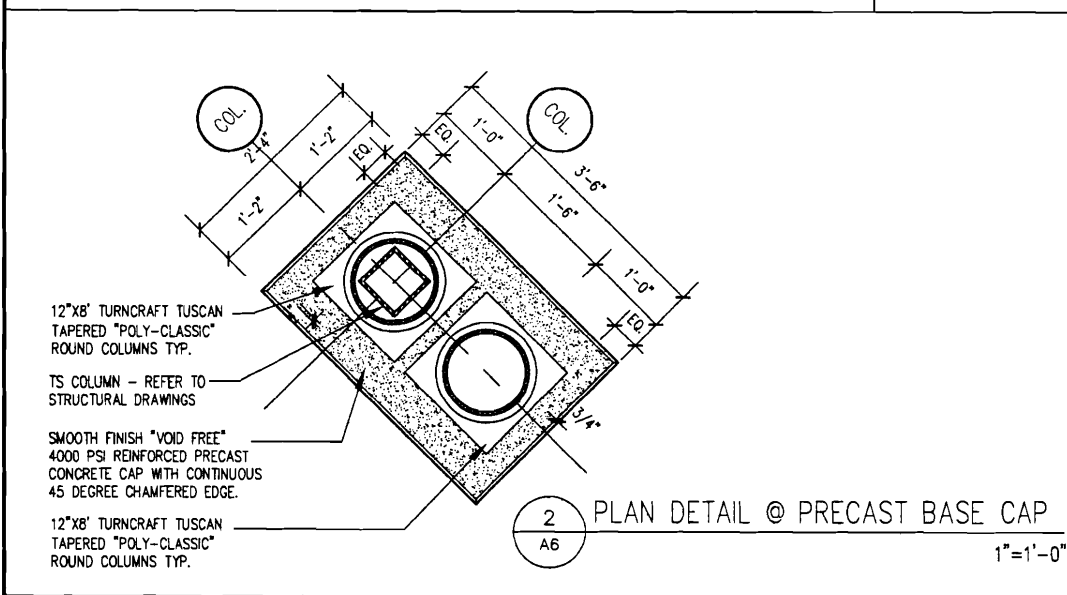 COL.
COL.
2'-4"
1'-2"
1'-2"
EQ.
EQ.
1'-0"
3'-6"
1'-6"
1'-0"
EQ.
3/4"
12"X8' TURNCRAFT TUSCAN
TAPERED "POLY-CLASSIC"
ROUND COLUMNS TYP.
TS COLUMN - REFER TO
STRUCTURAL DRAWINGS
SMOOTH FINISH "VOID FREE"
4000 PSI REINFORCED PRECAST
CONCRETE CAP WITH CONTINUOUS
45 DEGREE CHAMFERED EDGE.
12"X8' TURNCRAFT TUSCAN
TAPERED "POLY-CLASSIC"
ROUND COLUMNS TYP.
2
A6
PLAN DETAIL @ PRECAST BASE CAP
1"=1'-0"